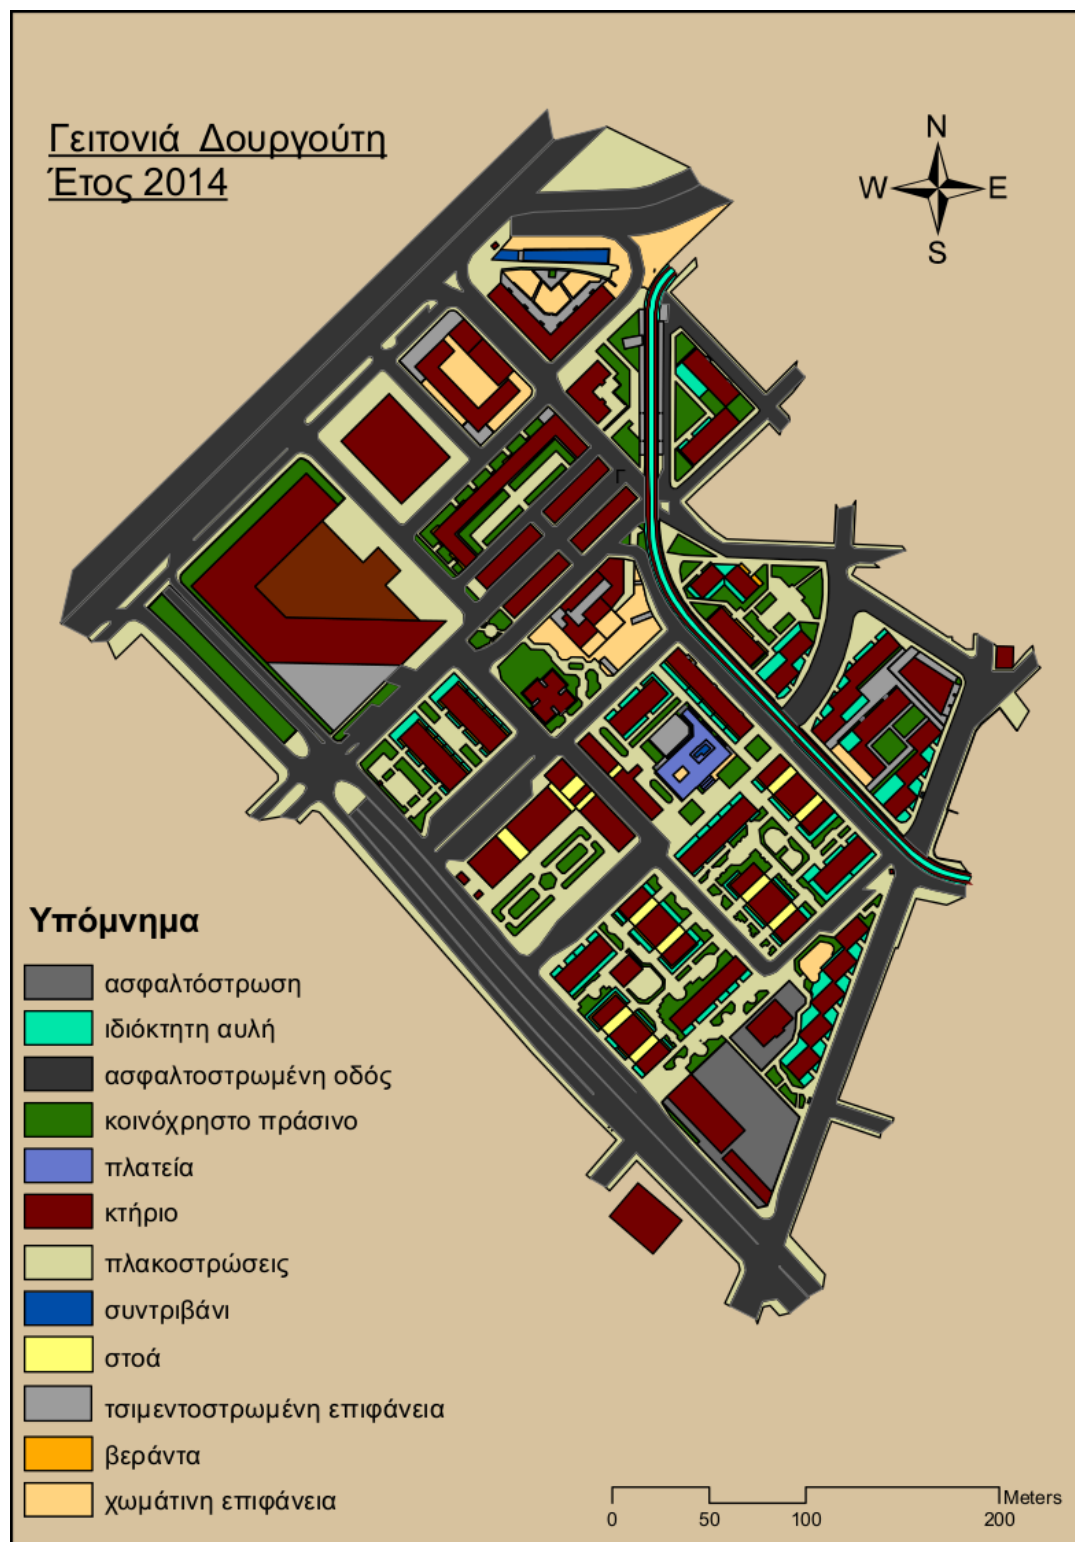 Γειτονιά Δουργούτη
Έτος 2014
N
W E
S
Γ
Υπόμνημα
ασφαλτόστρωση
ιδιόκτητη αυλή
ασφαλτοστρωμένη οδός
κοινόχρηστο πράσινο
πλατεία
κτήριο
πλακοστρώσεις
συντριβάνι
στοά
τσιμεντοστρωμένη επιφάνεια
βεράντα
χωμάτινη επιφάνεια
Meters
0 50 100 200